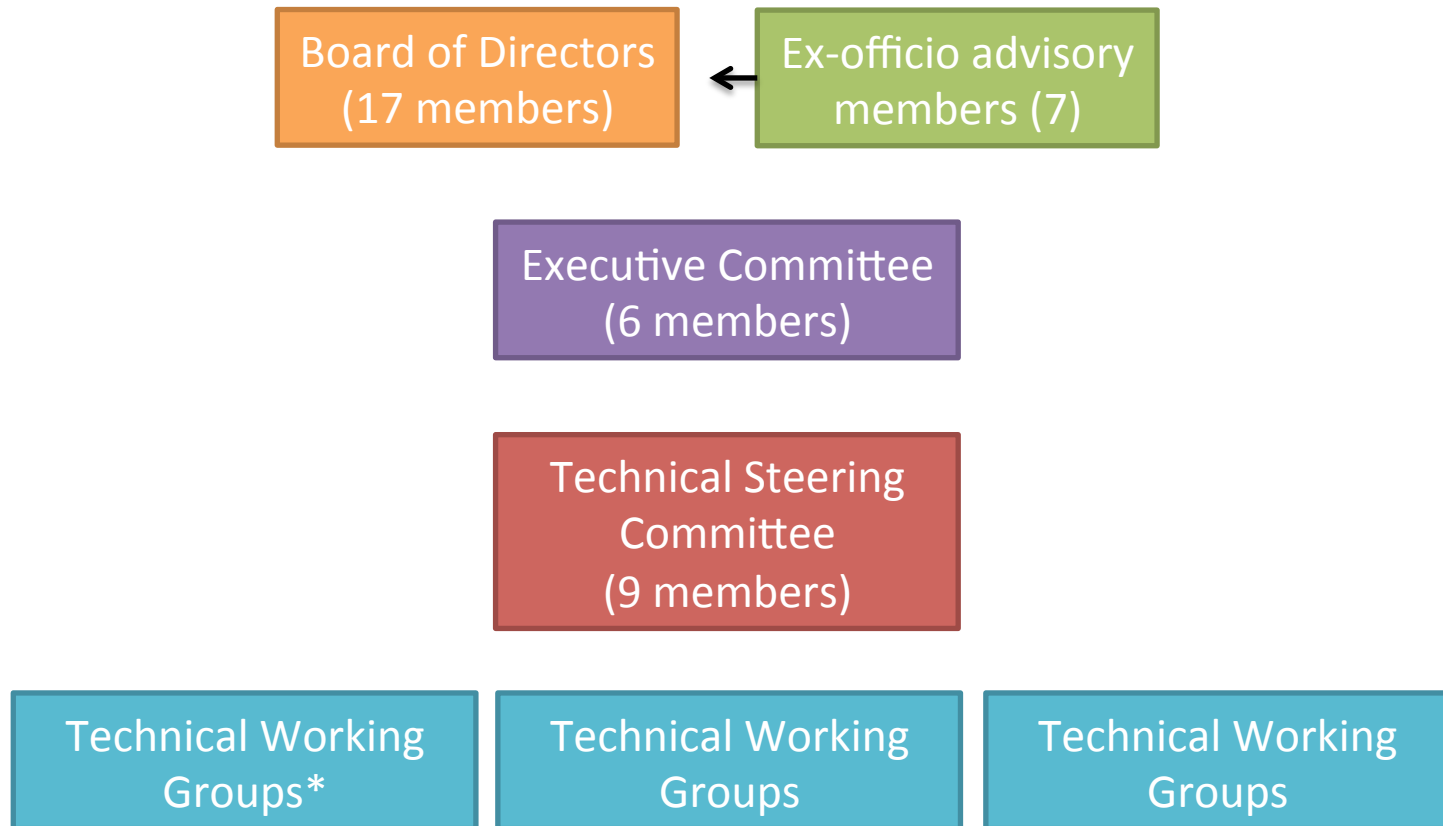 Board of Directors
(17 members)
Ex-officio advisory
members (7)
Executive Committee
(6 members)
Technical Steering
Committee
(9 members)
Technical Working
Groups*
Technical Working
Groups
Technical Working
Groups